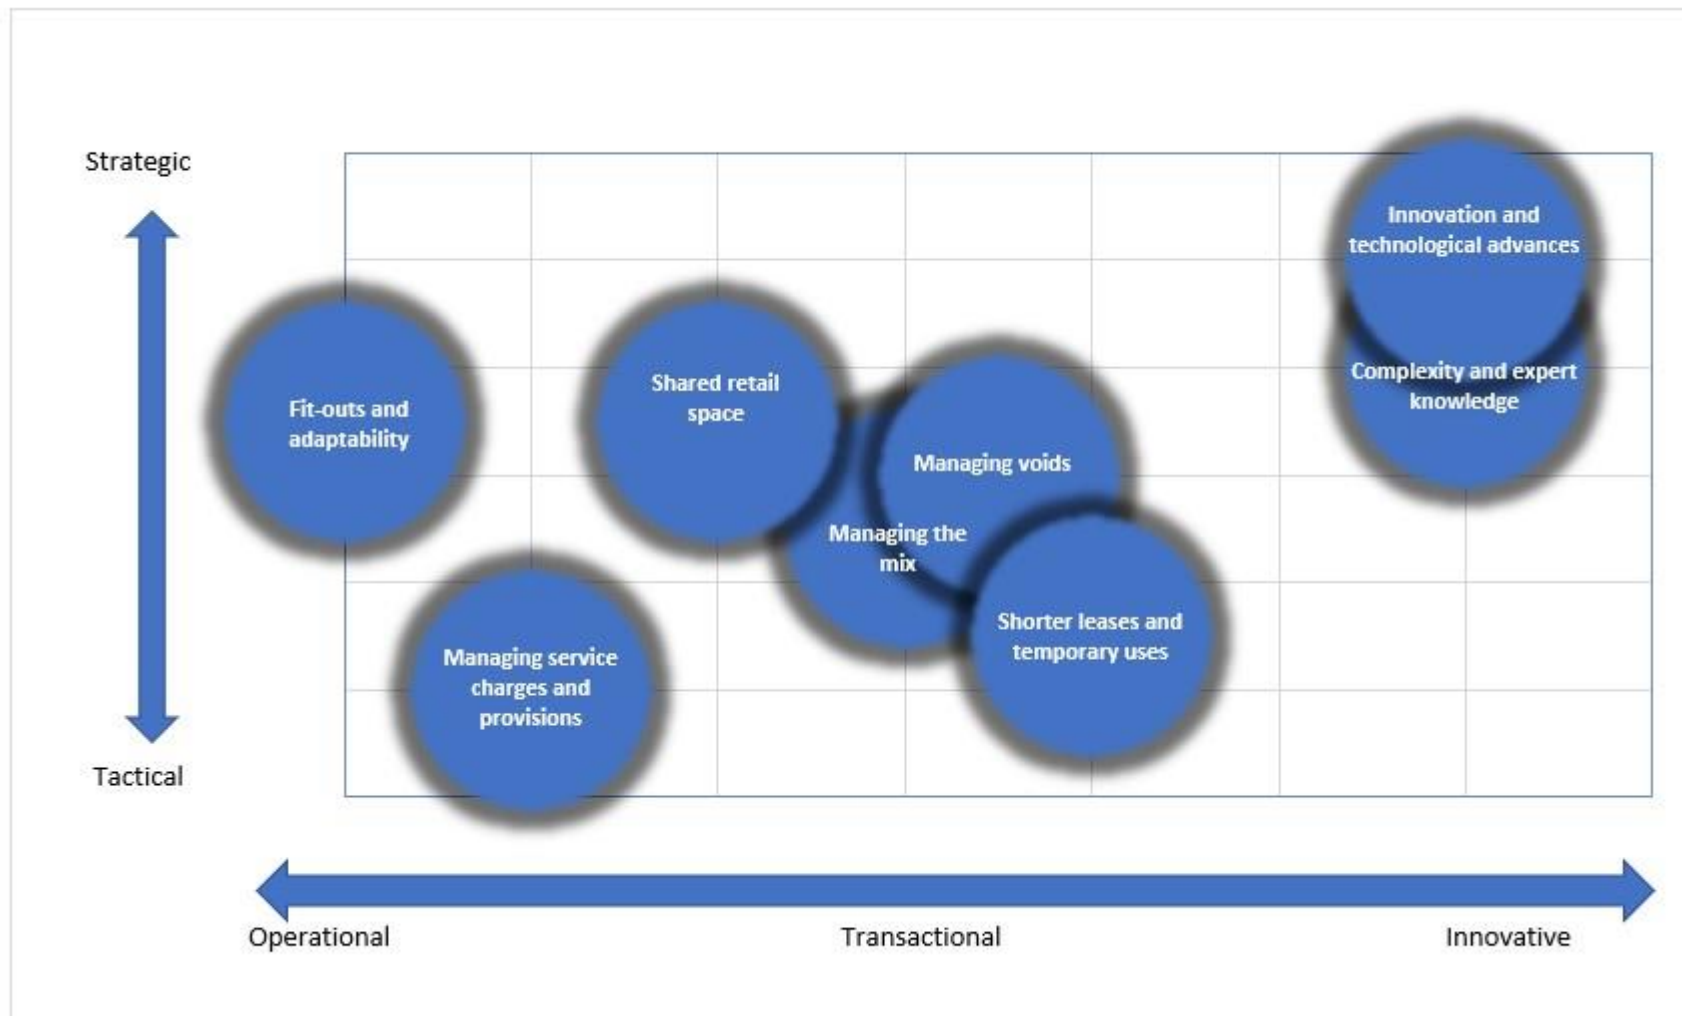 Strategic
Innovation and
technological advances
Complexity and expert
knowledge
Shared retail
space
Fit-outs and
adaptability
Managing voids
Managing the
mix
Shorter leases and
temporary uses
Managing service
charges and
provisions
Tactical
Operational
Transactional
Innovative